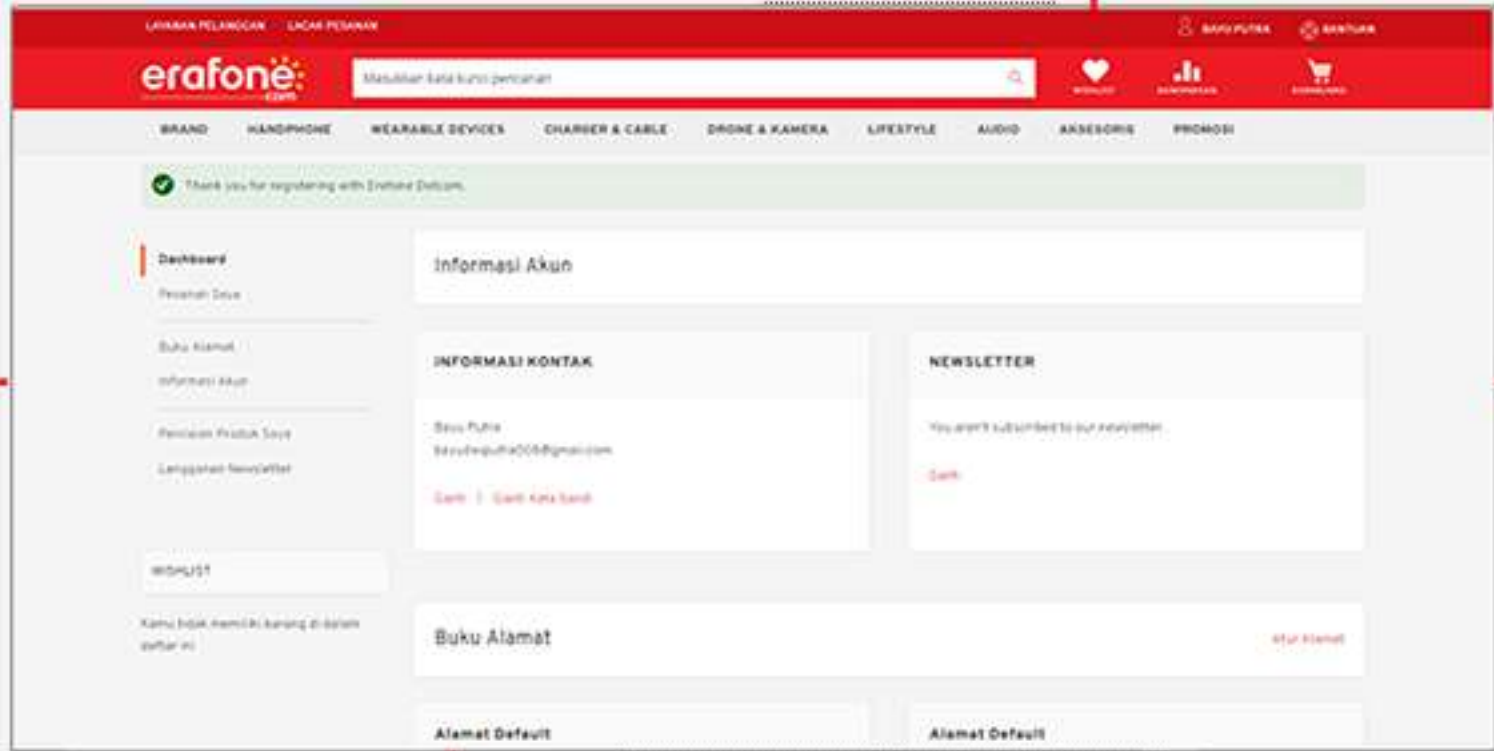 LAYANAN PELANGGAN LACAK PESANAN
BAYU PUTRA BANTUAN
erafone
.com
Masukkan kata kunci pencarian
WISHLIST
BRAND HANDPHONE WEARABLE DEVICES CHARGER & CABLE DRONE & KAMERA LIFESTYLE AUDIO AKSESORIS PROMOSI
Thank you for registering with Erafone Dotcom.
Dashboard
Pesanan Saya
Buku Alamat
Informasi Akun
Penilaian Produk Saya
Langganan Newsletter
Informasi Akun
INFORMASI KONTAK
Bayu Putra
Ganti | Ganti Kata Sandi
NEWSLETTER
You aren't subscribed to our newsletter.
Ganti
WISHLIST
Kamu tidak memiliki barang di dalam
daftar ini
Buku Alamat
Atur Alamat
Alamat Default
Alamat Default